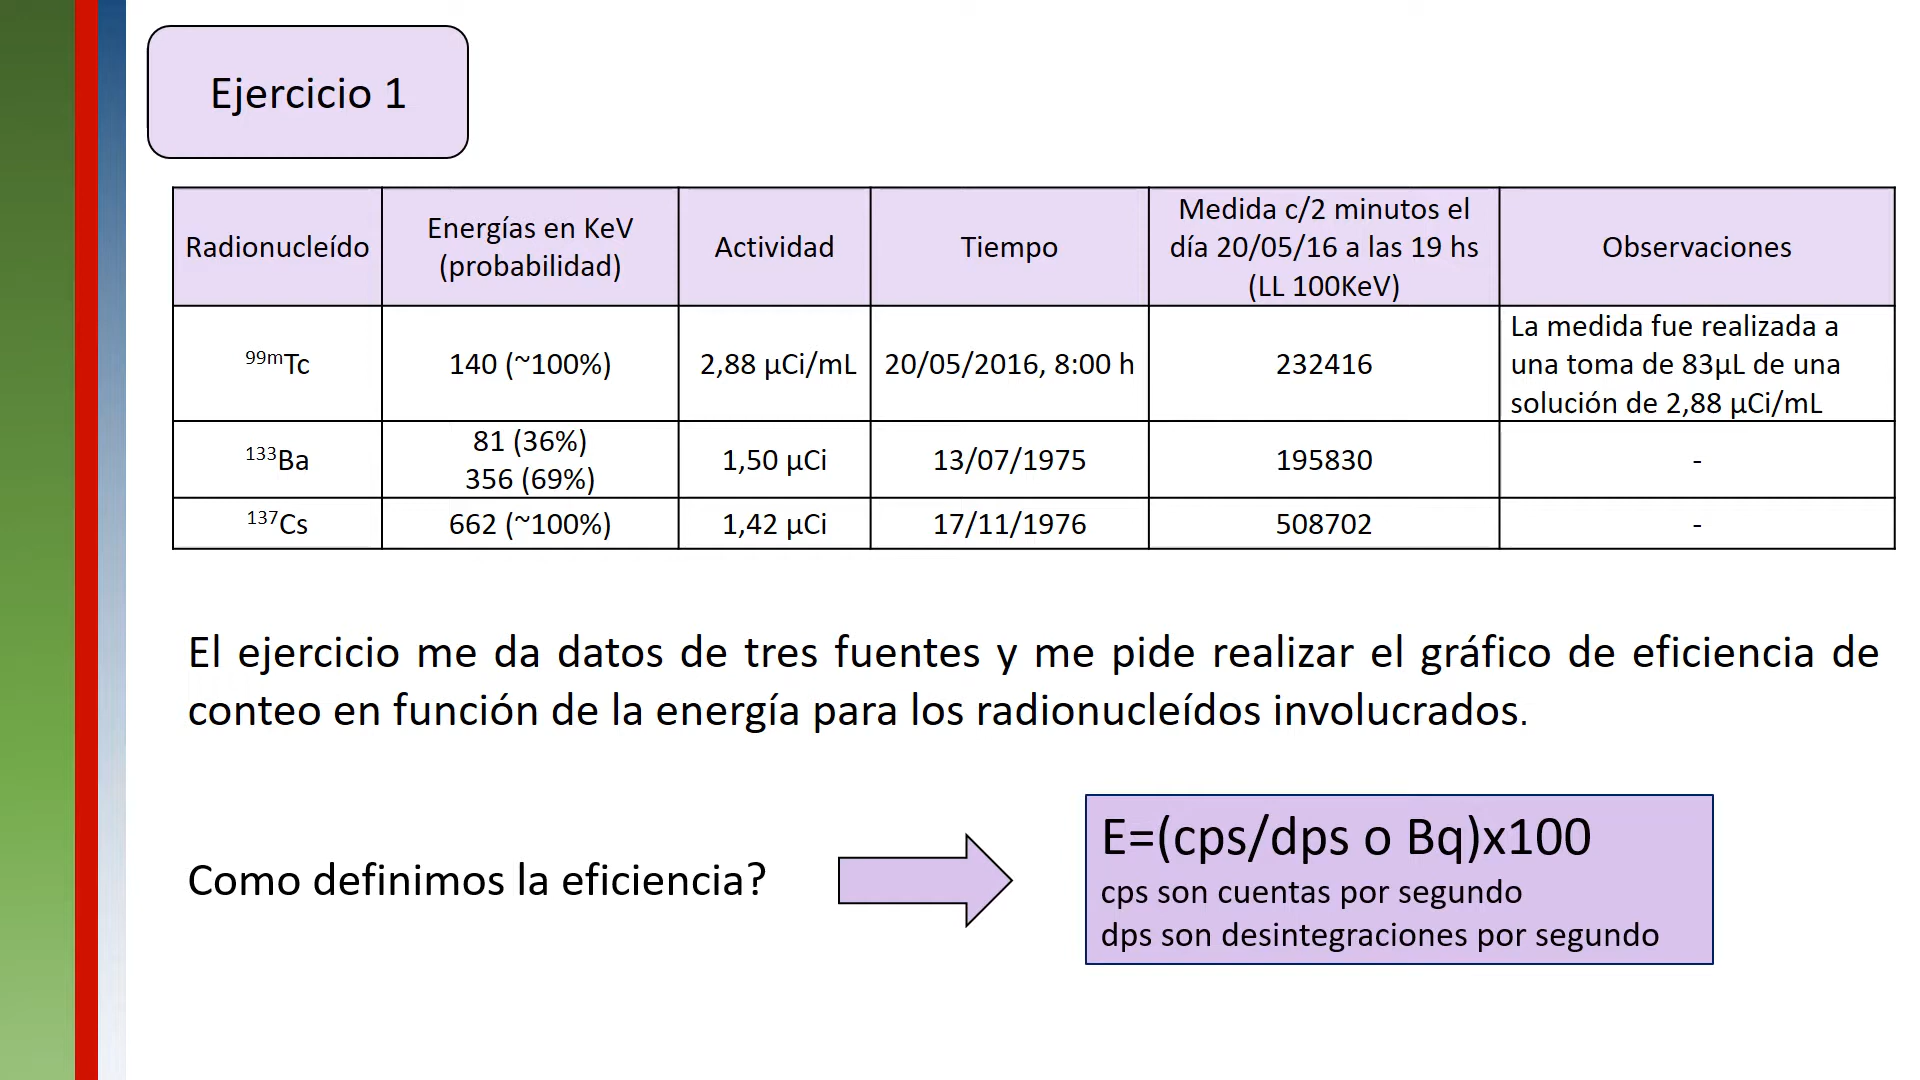 Ejercicio 1
Radionucleído
Energías en KeV
(probabilidad)
Actividad
Tiempo
Medida c/2 minutos el
día 20/05/16 a las 19 hs
(LL 100KeV)
Observaciones
99mTc
140 (~100%)
2,88 µCi/mL
20/05/2016, 8:00 h
232416
La medida fue realizada a
una toma de 83µL de una
solución de 2,88 µCi/mL
133Ba
81 (36%)
356 (69%)
1,50 µCi
13/07/1975
195830
-
137Cs
662 (~100%)
1,42 µCi
17/11/1976
508702
-
El ejercicio me da datos de tres fuentes y me pide realizar el gráfico de eficiencia de
conteo en función de la energía para los radionucleídos involucrados.
Como definimos la eficiencia?
E=(cps/dps o Bq)x100
cps son cuentas por segundo
dps son desintegraciones por segundo